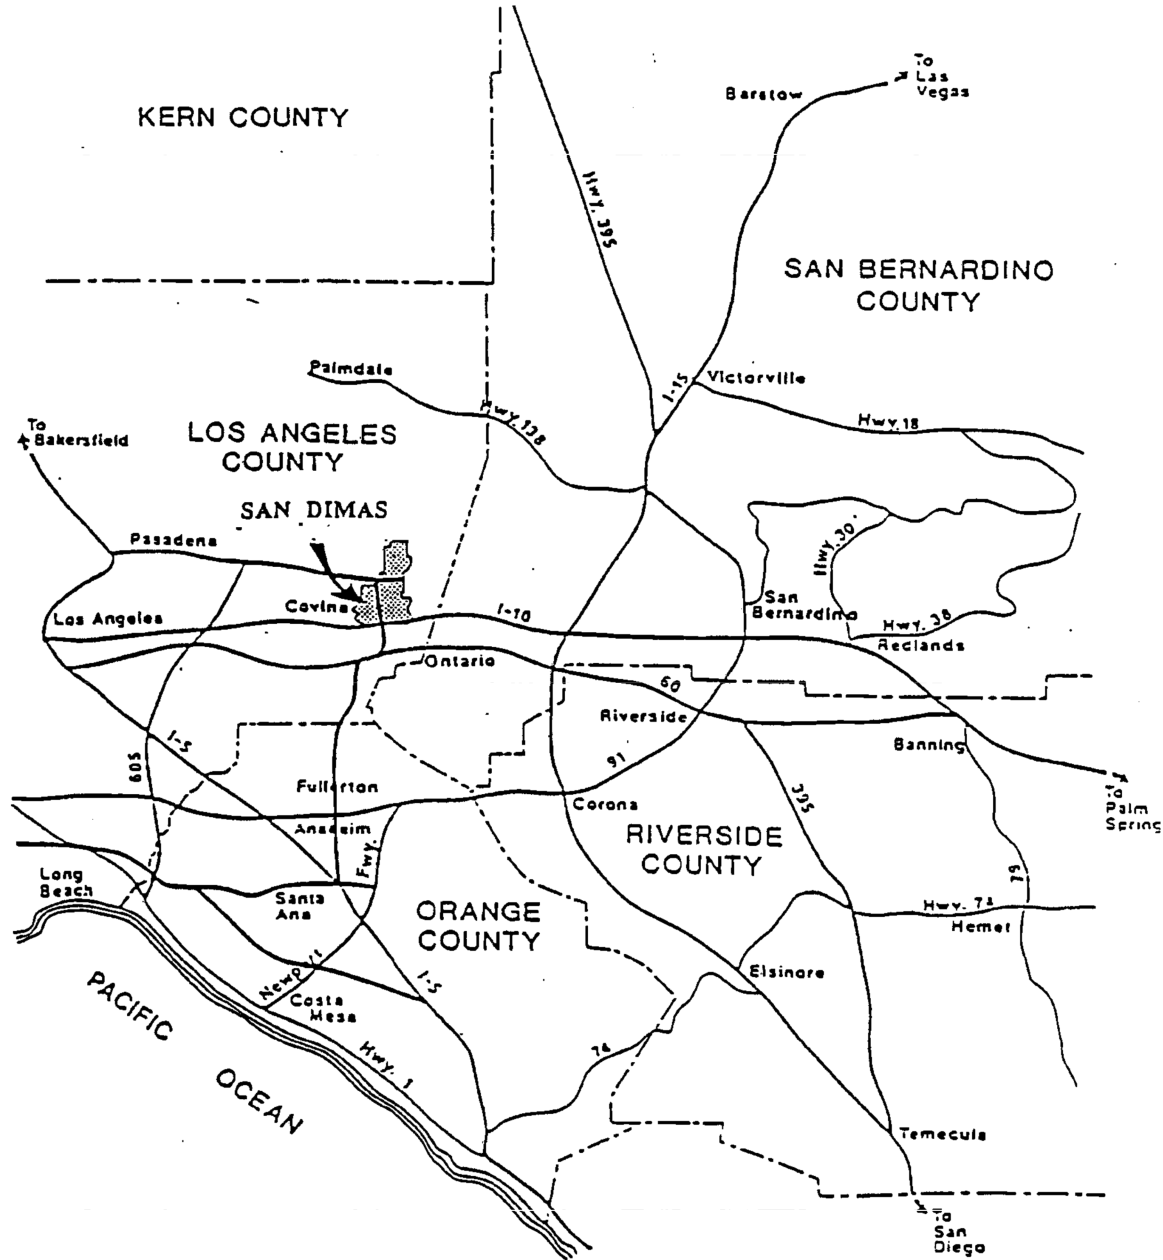 To
Las
Vegas
Barstow
KERN COUNTY
Hwy. 395
SAN BERNARDINO
COUNTY
Palmdale
I-15
Victorville
Hwy. 138
Hwy. 18
To
Bakersfield
LOS ANGELES
COUNTY
SAN DIMAS
Pasadena
Hwy. 30
Covina
I-10
San
Bernardino
Los Angeles
Hwy. 38
Redlands
Ontario
60
Riverside
I-5
Banning
605
91
Fullerton
395
Corona
To
Palm
Spring
Anaheim
RIVERSIDE
COUNTY
Fwy.
Long
Beach
79
Santa
Ana
ORANGE
COUNTY
Hwy. 74
Hemet
Newport
I-5
Elsinore
Costa
Mesa
PACIFIC
OCEAN
Hwy. 1
74
Temecula
To
San
Diego